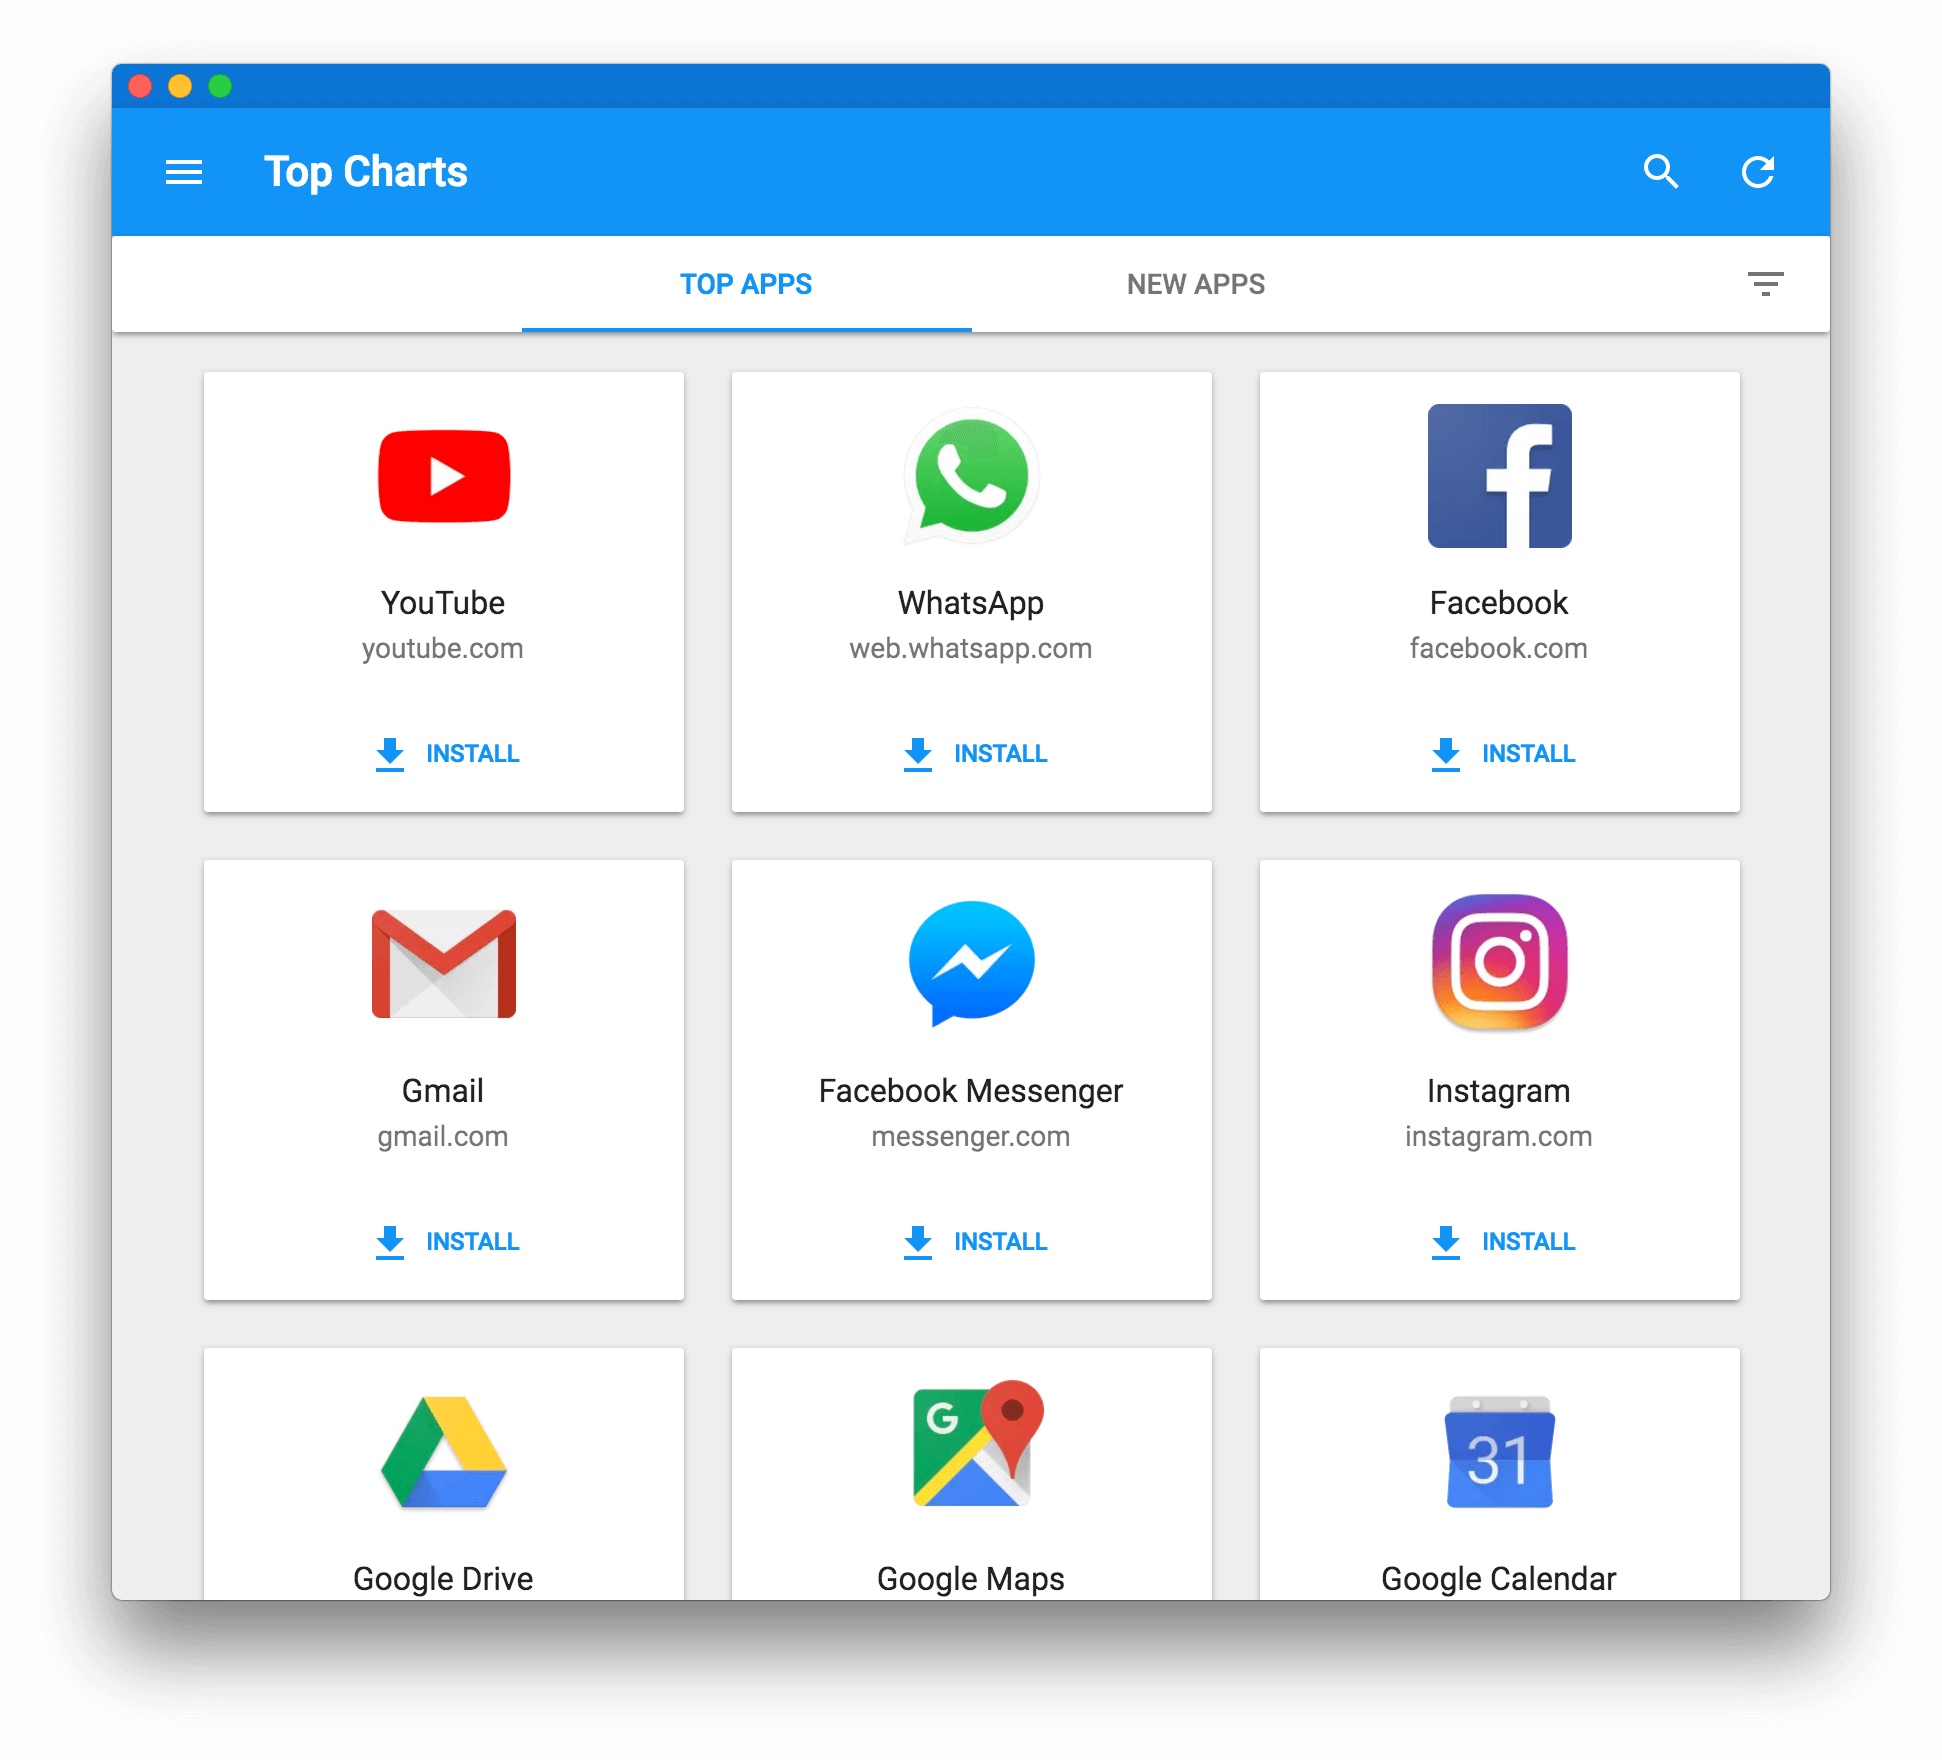 Top Charts
TOP APPS
NEW APPS
YouTube
youtube.com
INSTALL
WhatsApp
web.whatsapp.com
INSTALL
Facebook
facebook.com
INSTALL
Gmail
gmail.com
INSTALL
Facebook Messenger
messenger.com
INSTALL
Instagram
instagram.com
INSTALL
Google Drive
G
Google Maps
31
Google Calendar